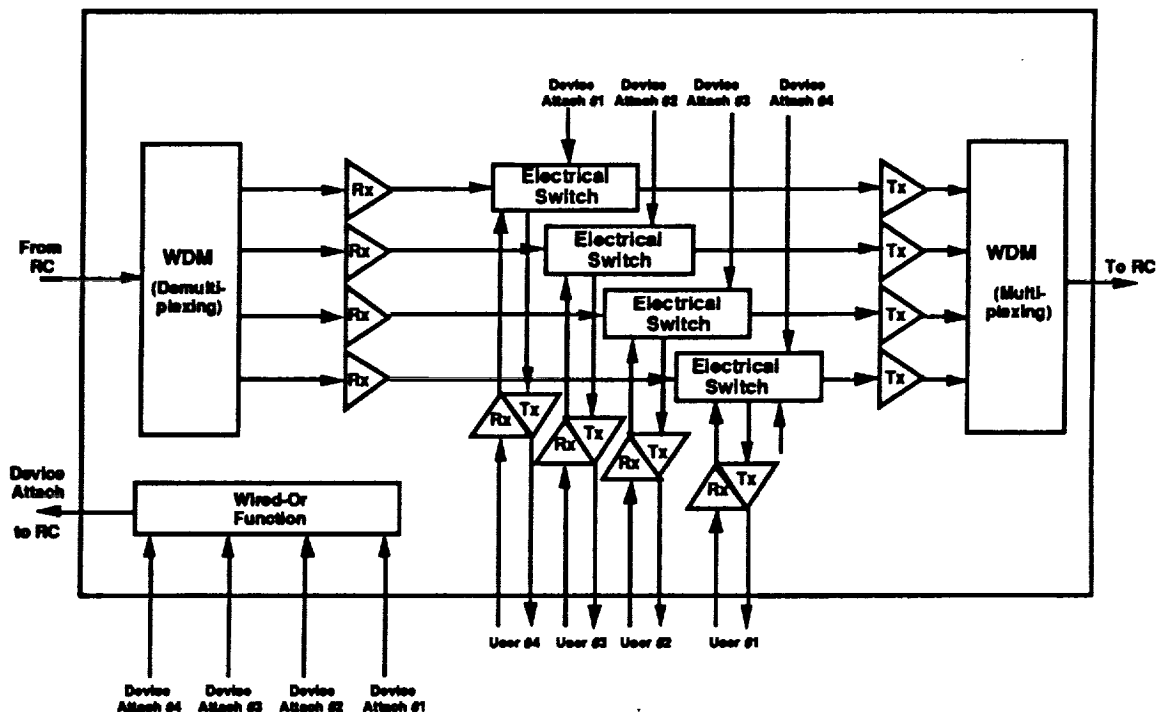 Device
Attach #1
Device
Attach #2
Device
Attach #3
Device
Attach #4
From
RC
WDM
(Demulti-
plexing)
Rx
Rx
Rx
Rx
Electrical
Switch
Electrical
Switch
Electrical
Switch
Electrical
Switch
Tx
Tx
Tx
Tx
WDM
(Multi-
plexing)
To RC
Rx
Tx
Rx
Tx
Rx
Tx
Rx
Tx
Device
Attach
to RC
Wired-Or
Function
User #4
User #3
User #2
User #1
Device
Attach #4
Device
Attach #3
Device
Attach #2
Device
Attach #1